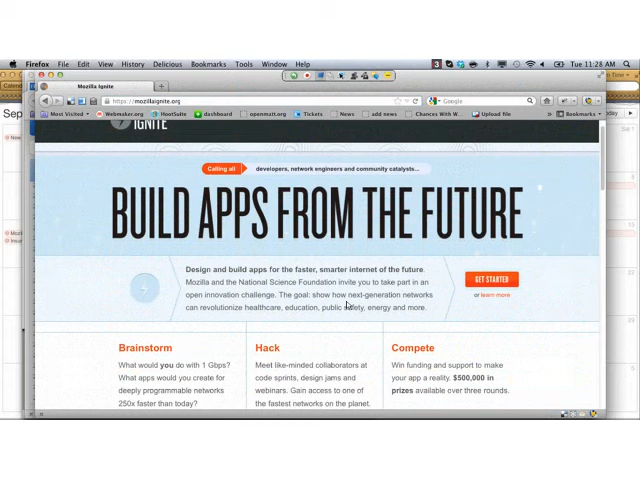 Firefox File Edit View History Delicious Bookmarks Tools Window Help
3 Tue 11:28 AM
Mozilla Ignite
https://mozillaignite.org
Google
Most Visited Webmaker.org HootSuite dashboard openmatt.org Tickets News add news Chances With W... Upload file Bookmarks
Sep
IGNITE
Calling all developers, network engineers and community catalysts...
BUILD APPS FROM THE FUTURE
Design and build apps for the faster, smarter internet of the future.
Mozilla and the National Science Foundation invite you to take part in an
open innovation challenge. The goal: show how next-generation networks
can revolutionize healthcare, education, public safety, energy and more.
GET STARTED
or learn more
Brainstorm
What would you do with 1 Gbps?
What apps would you create for
deeply programmable networks
250x faster than today?
Hack
Meet like-minded collaborators at
code sprints, design jams and
webinars. Gain access to one of
the fastest networks on the planet.
Compete
Win funding and support to make
your app a reality. $500,000 in
prizes available over three rounds.